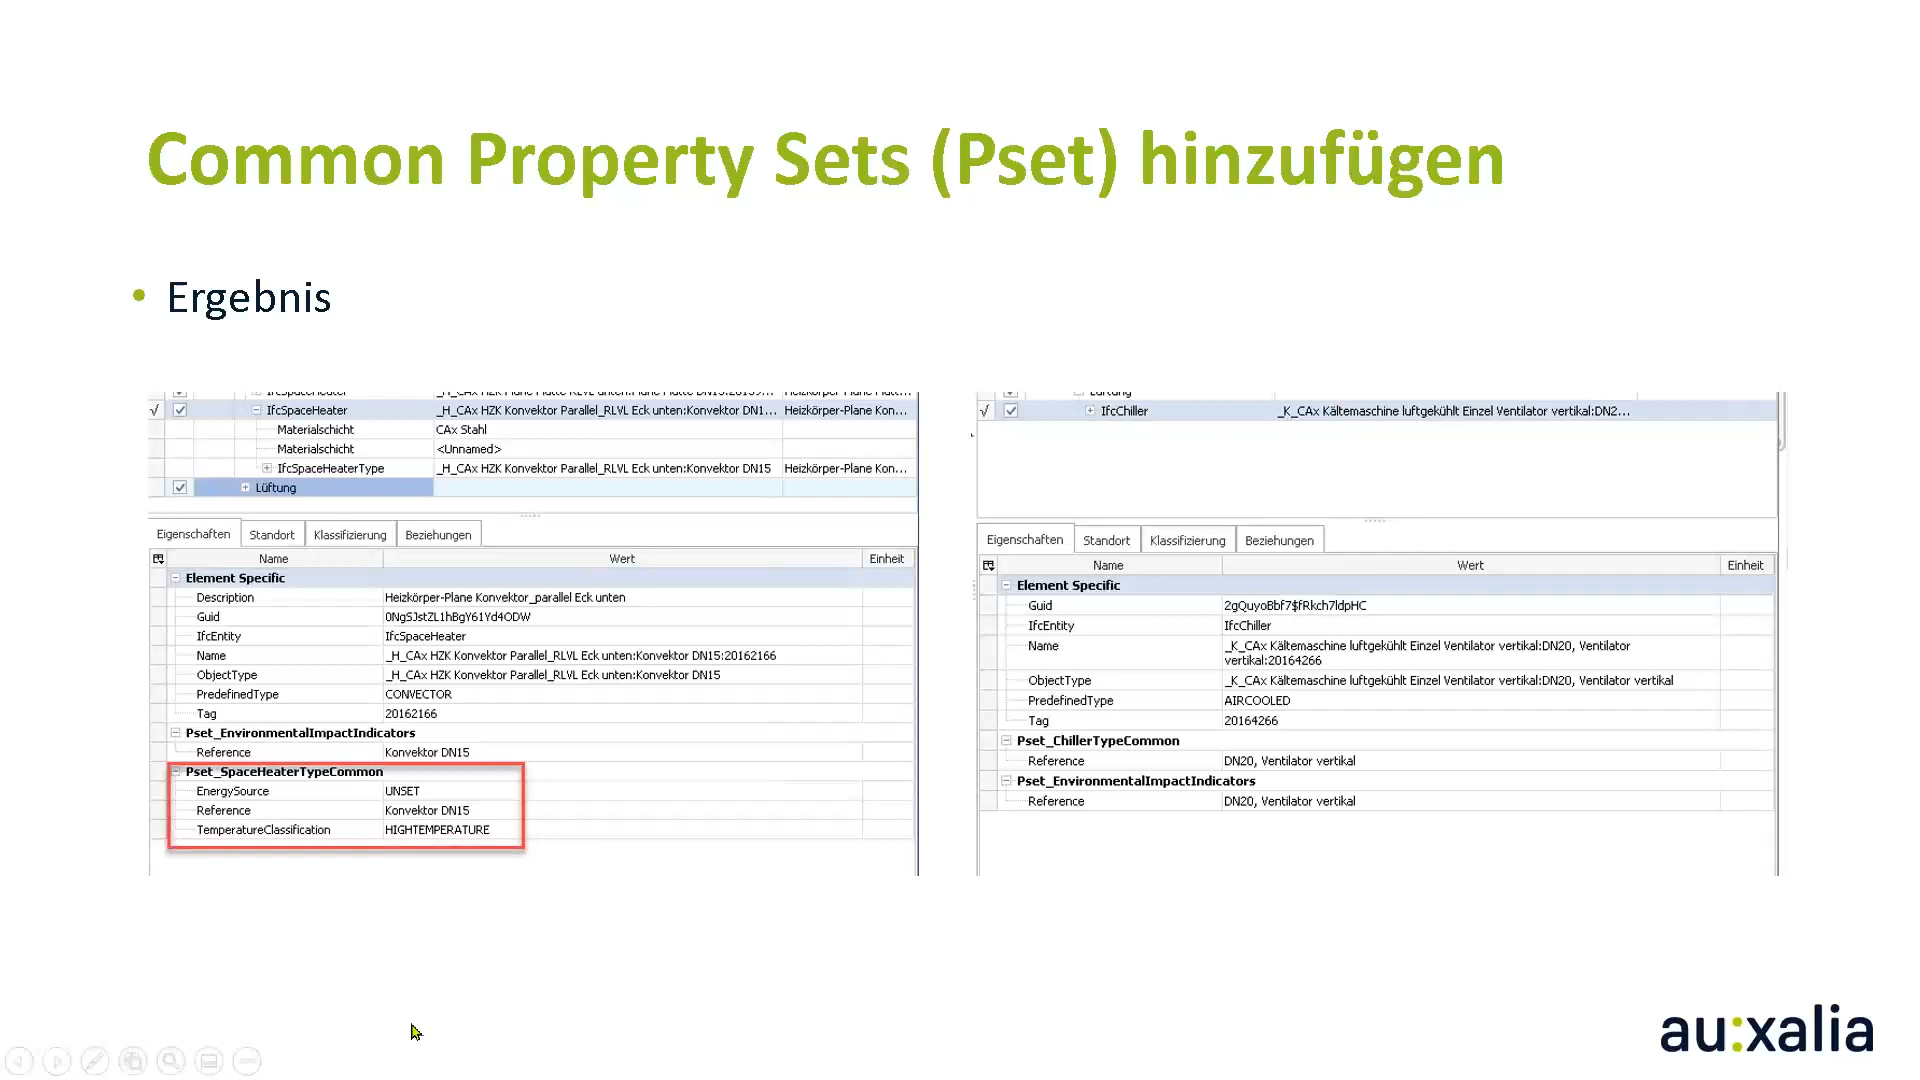 Common Property Sets (Pset) hinzufügen
• Ergebnis
IfcSpaceHeater _H_CAx HZK Konvektor Parallel_RLVL Eck unten:Konvektor DN1... Heizkörper-Plane Kon...
Materialschicht CAx Stahl
Materialschicht <Unnamed>
IfcSpaceHeaterType _H_CAx HZK Konvektor Parallel_RLVL Eck unten:Konvektor DN15 Heizkörper-Plane Kon...
Lüftung
Eigenschaften Standort Klassifizierung Beziehungen
Name Wert Einheit
Element Specific
Description Heizkörper-Plane Konvektor_parallel Eck unten
Guid 0NgSJstZL1hBgY61Yd4ODW
IfcEntity IfcSpaceHeater
Name _H_CAx HZK Konvektor Parallel_RLVL Eck unten:Konvektor DN15:20162166
ObjectType _H_CAx HZK Konvektor Parallel_RLVL Eck unten:Konvektor DN15
PredefinedType CONVECTOR
Tag 20162166
Pset_EnvironmentalImpactIndicators
Reference Konvektor DN15
Pset_SpaceHeaterTypeCommon
EnergySource UNSET
Reference Konvektor DN15
TemperatureClassification HIGHTEMPERATURE
Lüftung
IfcChiller _K_CAx Kältemaschine luftgekühlt Einzel Ventilator vertikal:DN2...
Eigenschaften Standort Klassifizierung Beziehungen
Name Wert Einheit
Element Specific
Guid 2gQuyoBbf7$fRkch7ldpHC
IfcEntity IfcChiller
Name _K_CAx Kältemaschine luftgekühlt Einzel Ventilator vertikal:DN20, Ventilator
vertikal:20164266
ObjectType _K_CAx Kältemaschine luftgekühlt Einzel Ventilator vertikal:DN20, Ventilator vertikal
PredefinedType AIRCOOLED
Tag 20164266
Pset_ChillerTypeCommon
Reference DN20, Ventilator vertikal
Pset_EnvironmentalImpactIndicators
Reference DN20, Ventilator vertikal
au:xalia